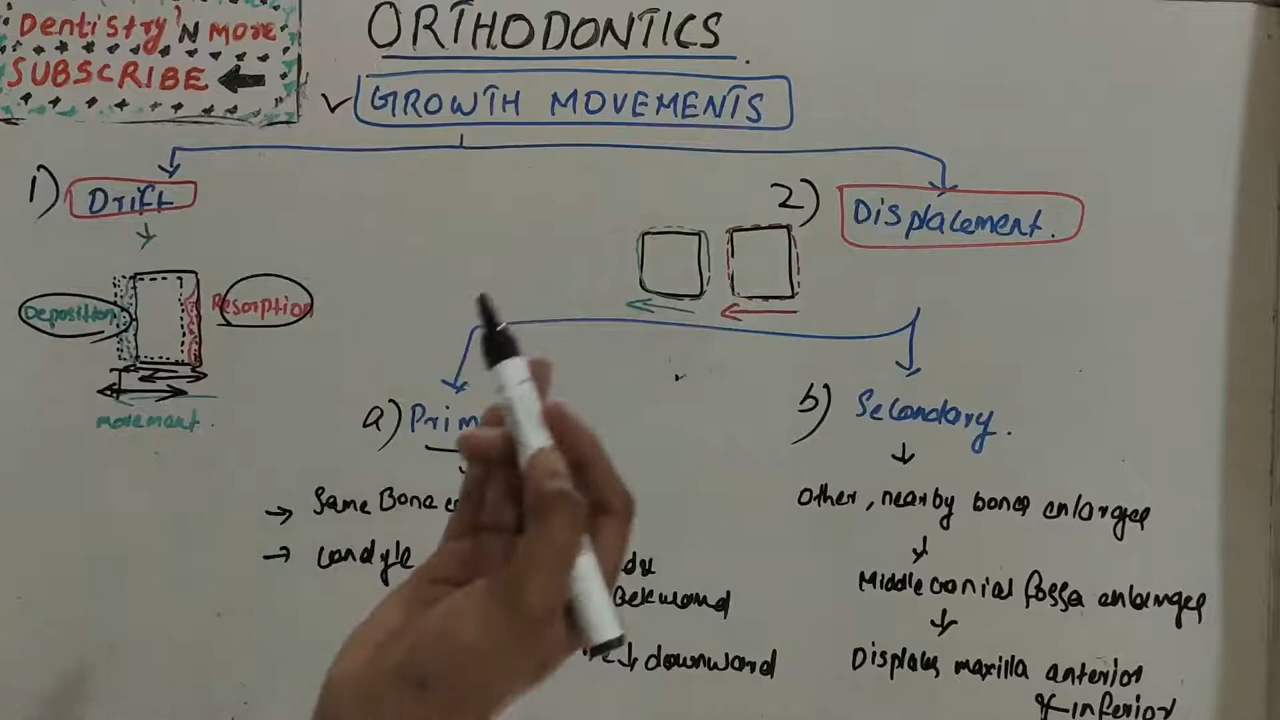 Dentistry'N MORE
SUBSCRIBE
ORTHODONTICS
GROWTH MOVEMENTS
1) Drift
2) Displacement.
Deposition
Resorption
movement.
a) Prim
b) Secondary.
→ Same Bone
→ Condyle
ackward
↓ downward
Other, nearby bones enlarges
Middle cranial fossa enlarges
Displaces maxilla anterior
& inferior